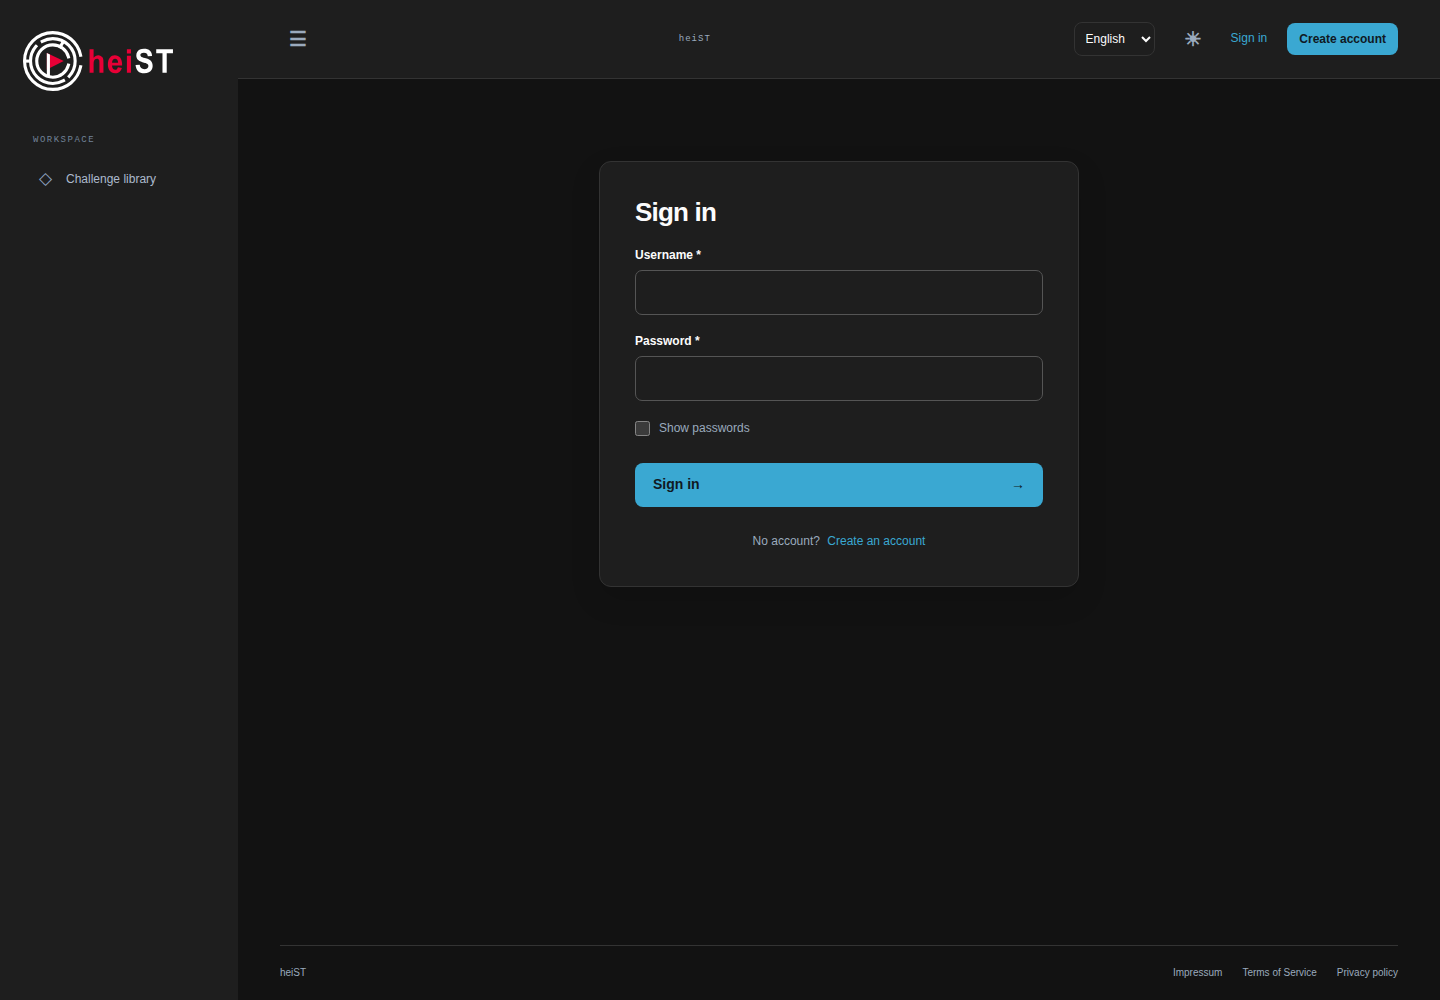 heiST
WORKSPACE
Challenge library
heiST
English
Sign in
Create account
Sign in
Username *
Password *
Show passwords
Sign in →
No account? Create an account
heiST
Impressum
Terms of Service
Privacy policy